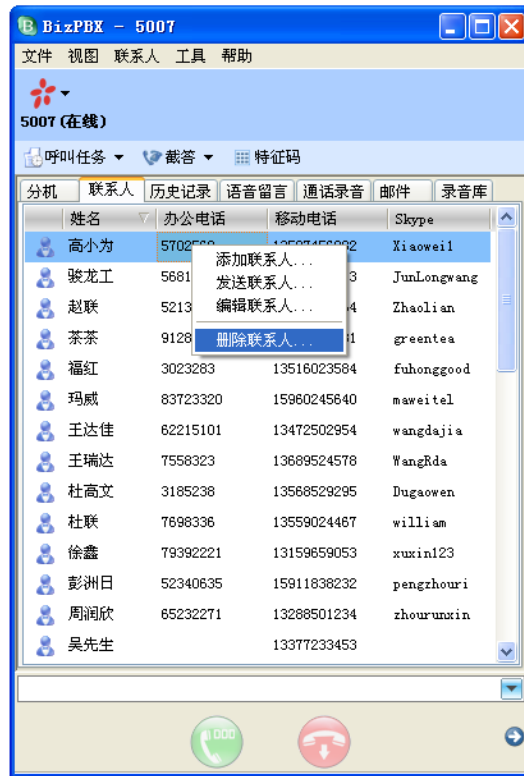 BizPBX - 5007
文件 视图 联系人 工具 帮助
5007 (在线)
呼叫任务 截答 特征码
分机 联系人 历史记录 语音留言 通话录音 邮件 录音库
姓名 办公电话 移动电话 Skype
高小为 Xiaowei1
添加联系人...
骏龙工 5681 3 JunLongwang
发送联系人...
编辑联系人...
赵联 5213 4 Zhaolian
删除联系人...
茶茶 9128 31 greentea
福红 3023283 13516023584 fuhonggood
玛威 83723320 15960245640 maweitel
王达佳 62215101 13472502954 wangdajia
王瑞达 7558323 13689524578 WangRda
杜高文 3185238 13568529295 Dugaowen
杜联 7698336 13559024467 william
徐鑫 79392221 13159659053 xuxin123
彭洲日 52340635 15911838232 pengzhouri
周润欣 65232271 13288501234 zhourunxin
吴先生 13377233453